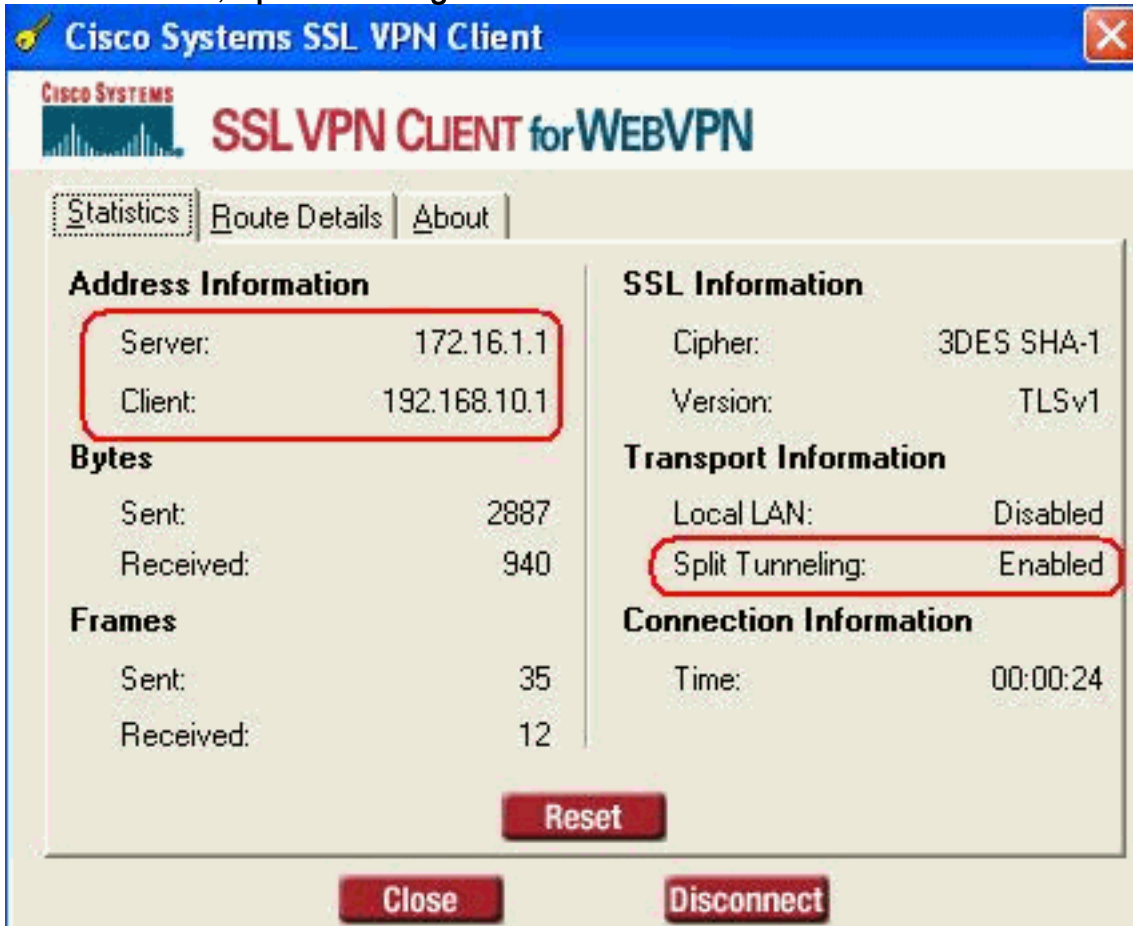 Cisco Systems SSL VPN Client
CISCO SYSTEMS
SSL VPN CLIENT for WEBVPN
Statistics Route Details About
Address Information
Server: 172.16.1.1
Client: 192.168.10.1
Bytes
Sent: 2887
Received: 940
Frames
Sent: 35
Received: 12
SSL Information
Cipher: 3DES SHA-1
Version: TLSv1
Transport Information
Local LAN: Disabled
Split Tunneling: Enabled
Connection Information
Time: 00:00:24
Reset
Close Disconnect